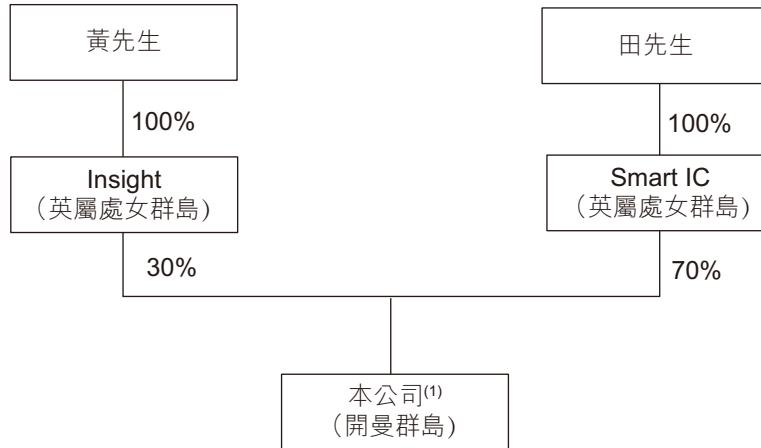 黃先生
田先生
100%
100%
Insight
（英屬處女群島）
Smart IC
（英屬處女群島）
30%
70%
本公司(1)
（開曼群島）